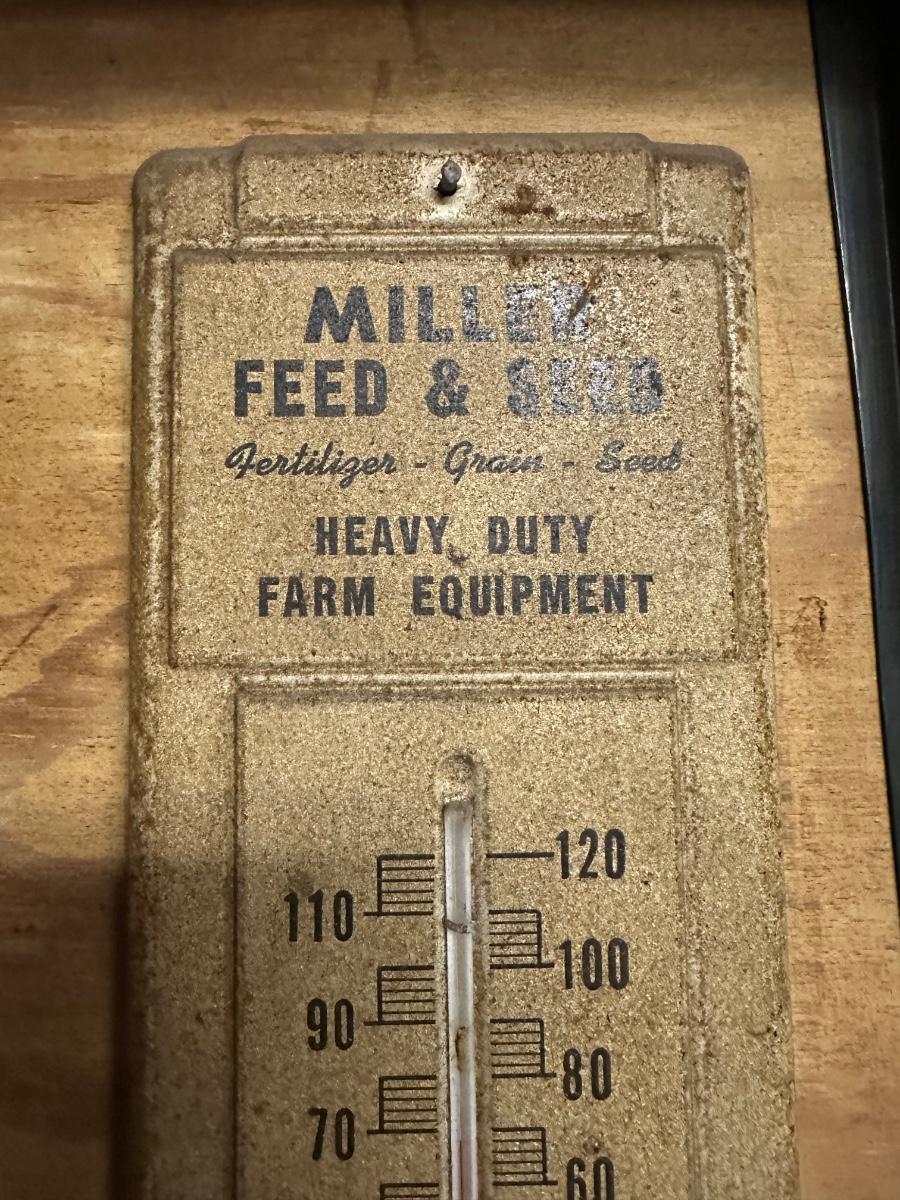 MILLER
FEED & SEED
Fertilizer - Grain - Seed
HEAVY DUTY
FARM EQUIPMENT
120
110
100
90
80
70
60